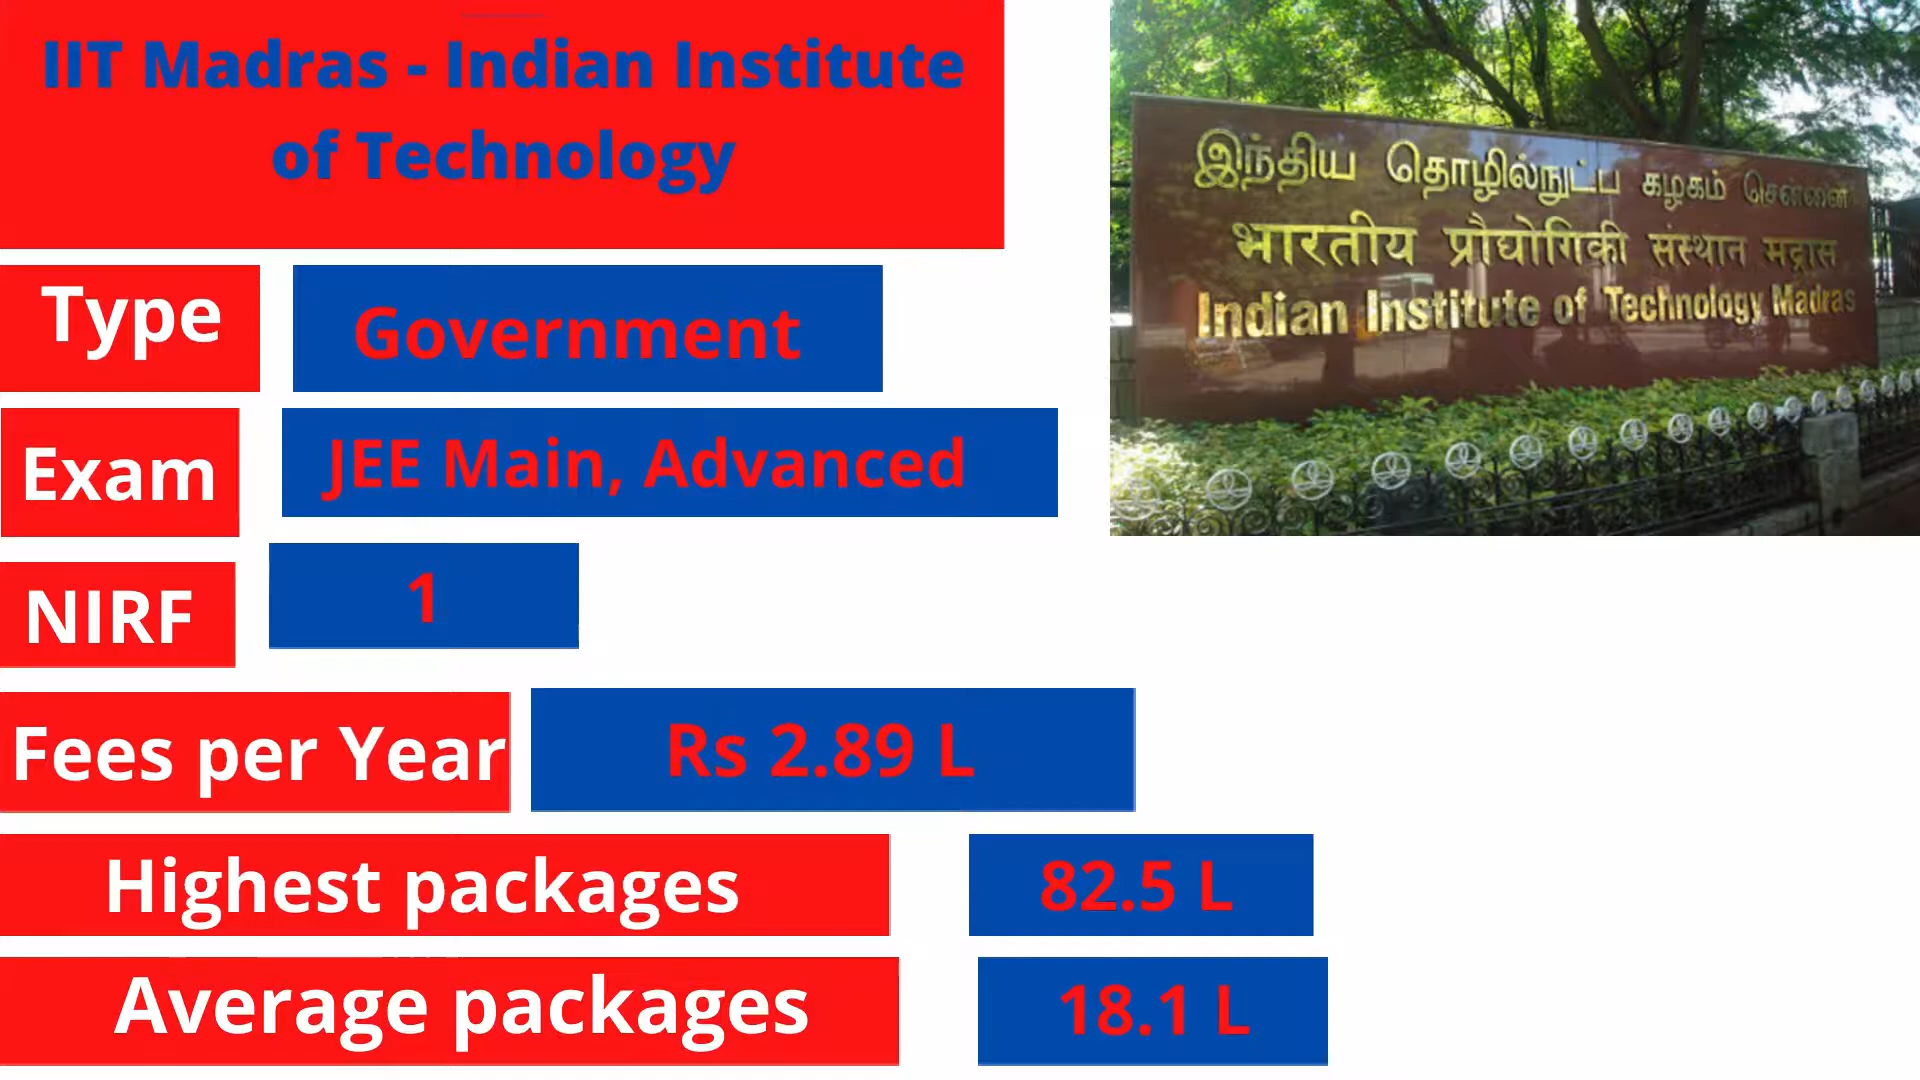 IIT Madras - Indian Institute
of Technology
Type
Government
Exam
JEE Main, Advanced
NIRF
1
Fees per Year
Rs 2.89 L
Highest packages
82.5 L
Average packages
18.1 L
இந்திய தொழில்நுட்ப கழகம் சென்னை
भारतीय प्रौद्योगिकी संस्थान मद्रास
Indian Institute of Technology Madras